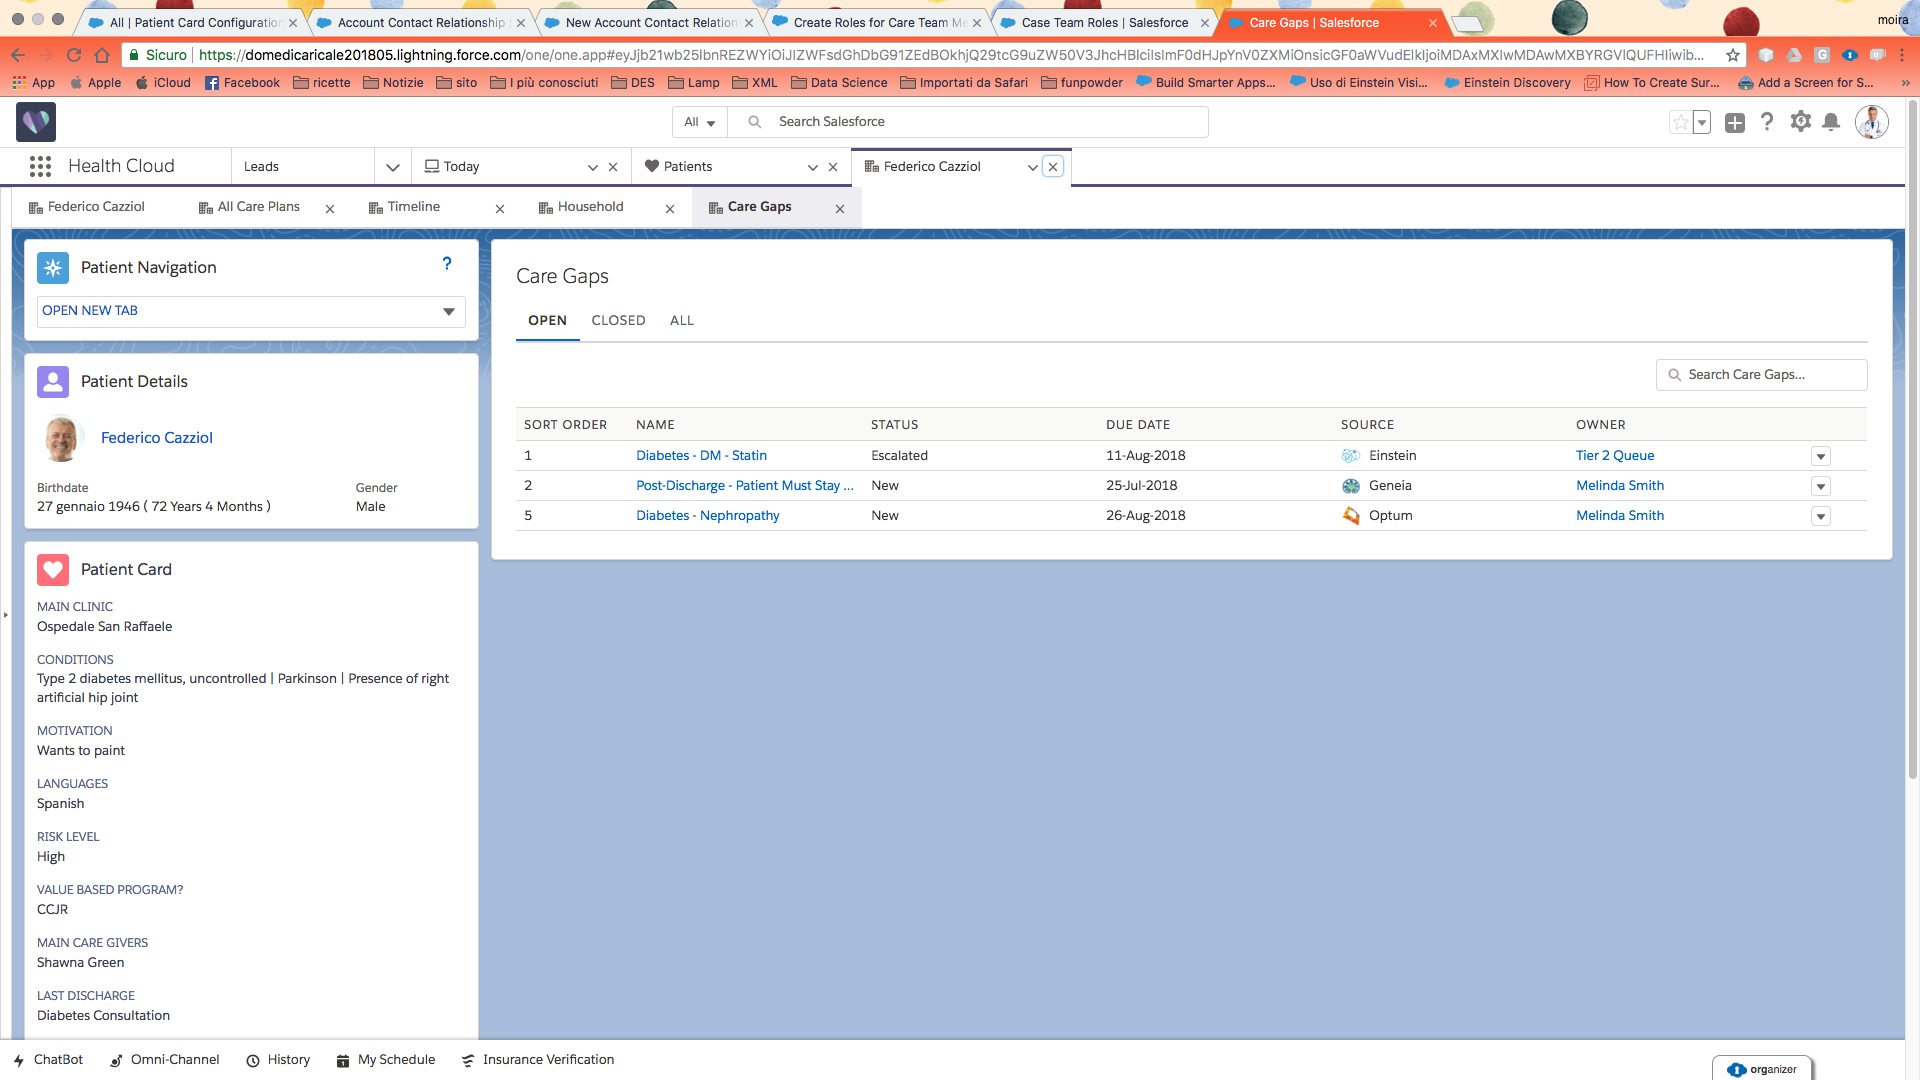 All | Patient Card Configuration
Account Contact Relationship
New Account Contact Relation
Create Roles for Care Team Me
Case Team Roles | Salesforce
Care Gaps | Salesforce
moira
Sicuro
App
Apple
iCloud
Facebook
ricette
Notizie
sito
I più conosciuti
DES
Lamp
XML
Data Science
Importati da Safari
funpowder
Build Smarter Apps...
Uso di Einstein Visi...
Einstein Discovery
How To Create Sur...
Add a Screen for S...
All
Search Salesforce
Health Cloud
Leads
Today
Patients
Federico Cazziol
Federico Cazziol
All Care Plans
Timeline
Household
Care Gaps
Patient Navigation
?
OPEN NEW TAB
Patient Details
Federico Cazziol
Birthdate
Gender
27 gennaio 1946 ( 72 Years 4 Months )
Male
Patient Card
MAIN CLINIC
Ospedale San Raffaele
CONDITIONS
Type 2 diabetes mellitus, uncontrolled | Parkinson | Presence of right
artificial hip joint
MOTIVATION
Wants to paint
LANGUAGES
Spanish
RISK LEVEL
High
VALUE BASED PROGRAM?
CCJR
MAIN CARE GIVERS
Shawna Green
LAST DISCHARGE
Diabetes Consultation
Care Gaps
OPEN CLOSED ALL
Search Care Gaps...
SORT ORDER NAME STATUS DUE DATE SOURCE OWNER
1 Diabetes - DM - Statin Escalated 11-Aug-2018 Einstein Tier 2 Queue
2 Post-Discharge - Patient Must Stay ... New 25-Jul-2018 Geneia Melinda Smith
5 Diabetes - Nephropathy New 26-Aug-2018 Optum Melinda Smith
ChatBot
Omni-Channel
History
My Schedule
Insurance Verification
organizer